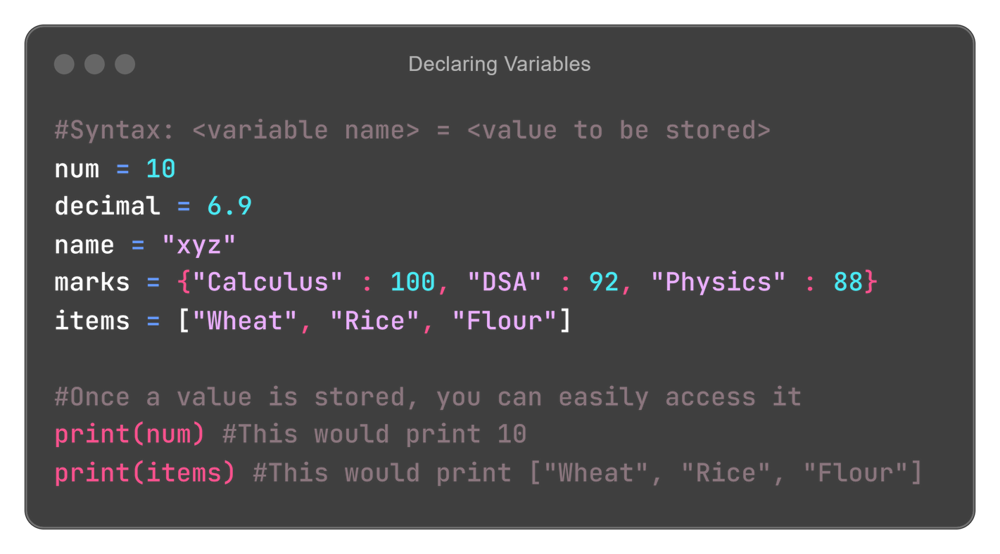 Declaring Variables
#Syntax: <variable name> = <value to be stored>
num = 10
decimal = 6.9
name = "xyz"
marks = {"Calculus" : 100, "DSA" : 92, "Physics" : 88}
items = ["Wheat", "Rice", "Flour"]
#Once a value is stored, you can easily access it
print(num) #This would print 10
print(items) #This would print ["Wheat", "Rice", "Flour"]